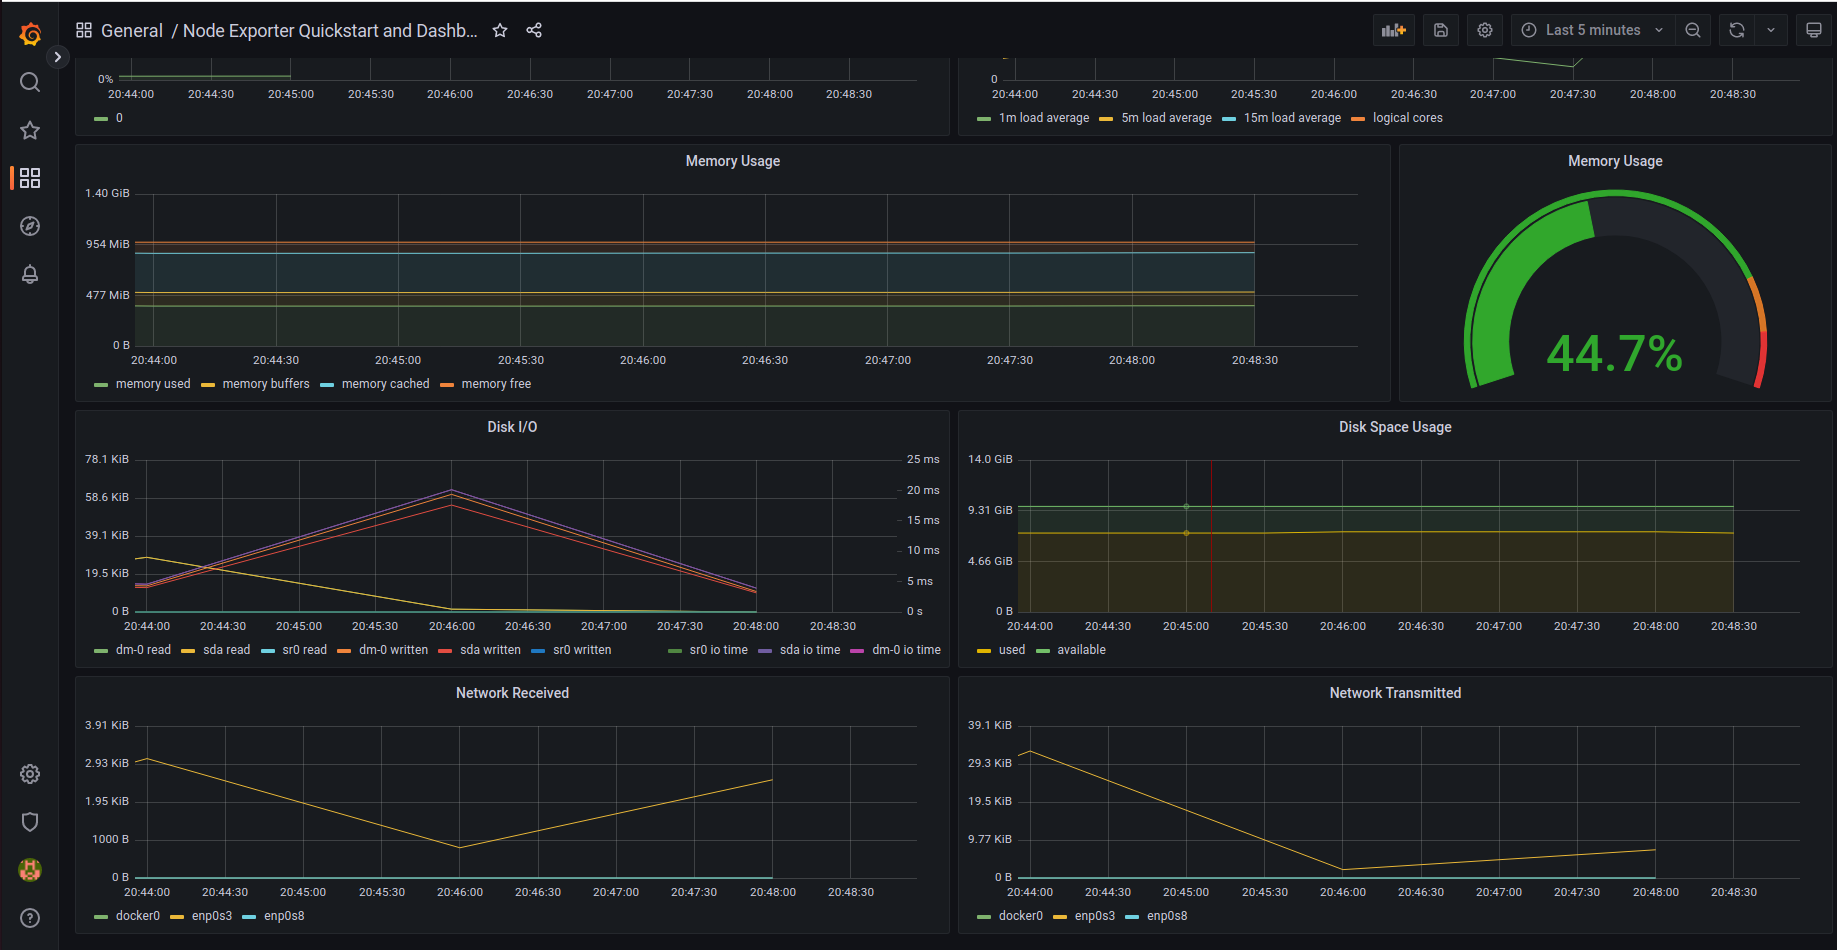 General / Node Exporter Quickstart and Dashb...
Last 5 minutes
0%
20:44:00 20:44:30 20:45:00 20:45:30 20:46:00 20:46:30 20:47:00 20:47:30 20:48:00 20:48:30
0
0
20:44:00 20:44:30 20:45:00 20:45:30 20:46:00 20:46:30 20:47:00 20:47:30 20:48:00 20:48:30
1m load average 5m load average 15m load average logical cores
Memory Usage
1.40 GiB
954 MiB
477 MiB
0 B
20:44:00 20:44:30 20:45:00 20:45:30 20:46:00 20:46:30 20:47:00 20:47:30 20:48:00 20:48:30
memory used memory buffers memory cached memory free
Memory Usage
44.7%
Disk I/O
78.1 KiB
58.6 KiB
39.1 KiB
19.5 KiB
0 B
25 ms
20 ms
15 ms
10 ms
5 ms
0 s
20:44:00 20:44:30 20:45:00 20:45:30 20:46:00 20:46:30 20:47:00 20:47:30 20:48:00 20:48:30
dm-0 read sda read sr0 read dm-0 written sda written sr0 written sr0 io time sda io time dm-0 io time
Disk Space Usage
14.0 GiB
9.31 GiB
4.66 GiB
0 B
20:44:00 20:44:30 20:45:00 20:45:30 20:46:00 20:46:30 20:47:00 20:47:30 20:48:00 20:48:30
used available
Network Received
3.91 KiB
2.93 KiB
1.95 KiB
1000 B
0 B
20:44:00 20:44:30 20:45:00 20:45:30 20:46:00 20:46:30 20:47:00 20:47:30 20:48:00 20:48:30
docker0 enp0s3 enp0s8
Network Transmitted
39.1 KiB
29.3 KiB
19.5 KiB
9.77 KiB
0 B
20:44:00 20:44:30 20:45:00 20:45:30 20:46:00 20:46:30 20:47:00 20:47:30 20:48:00 20:48:30
docker0 enp0s3 enp0s8